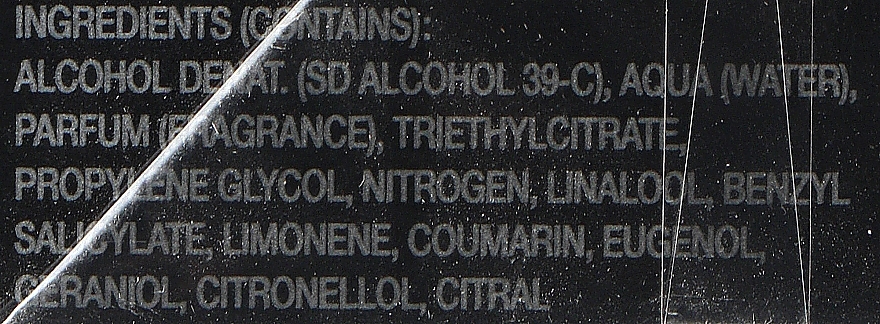 INGREDIENTS (CONTAINS):
ALCOHOL DENAT. (SD ALCOHOL 39-C), AQUA (WATER),
PARFUM (FRAGRANCE), TRIETHYLCITRATE,
PROPYLENE GLYCOL, NITROGEN, LINALOOL, BENZYL
SALICYLATE, LIMONENE, COUMARIN, EUGENOL,
GERANIOL, CITRONELLOL, CITRAL